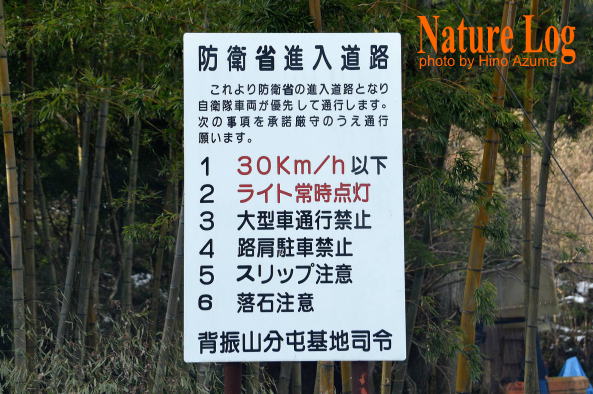 Nature Log
photo by Hino Azuma
防衛省進入道路
これより防衛省の進入道路となり
自衛隊車両が優先して通行します。
次の事項を承諾厳守のうえ通行
願います。
1 30Km/h以下
2 ライト常時点灯
3 大型車通行禁止
4 路肩駐車禁止
5 スリップ注意
6 落石注意
背振山分屯基地司令